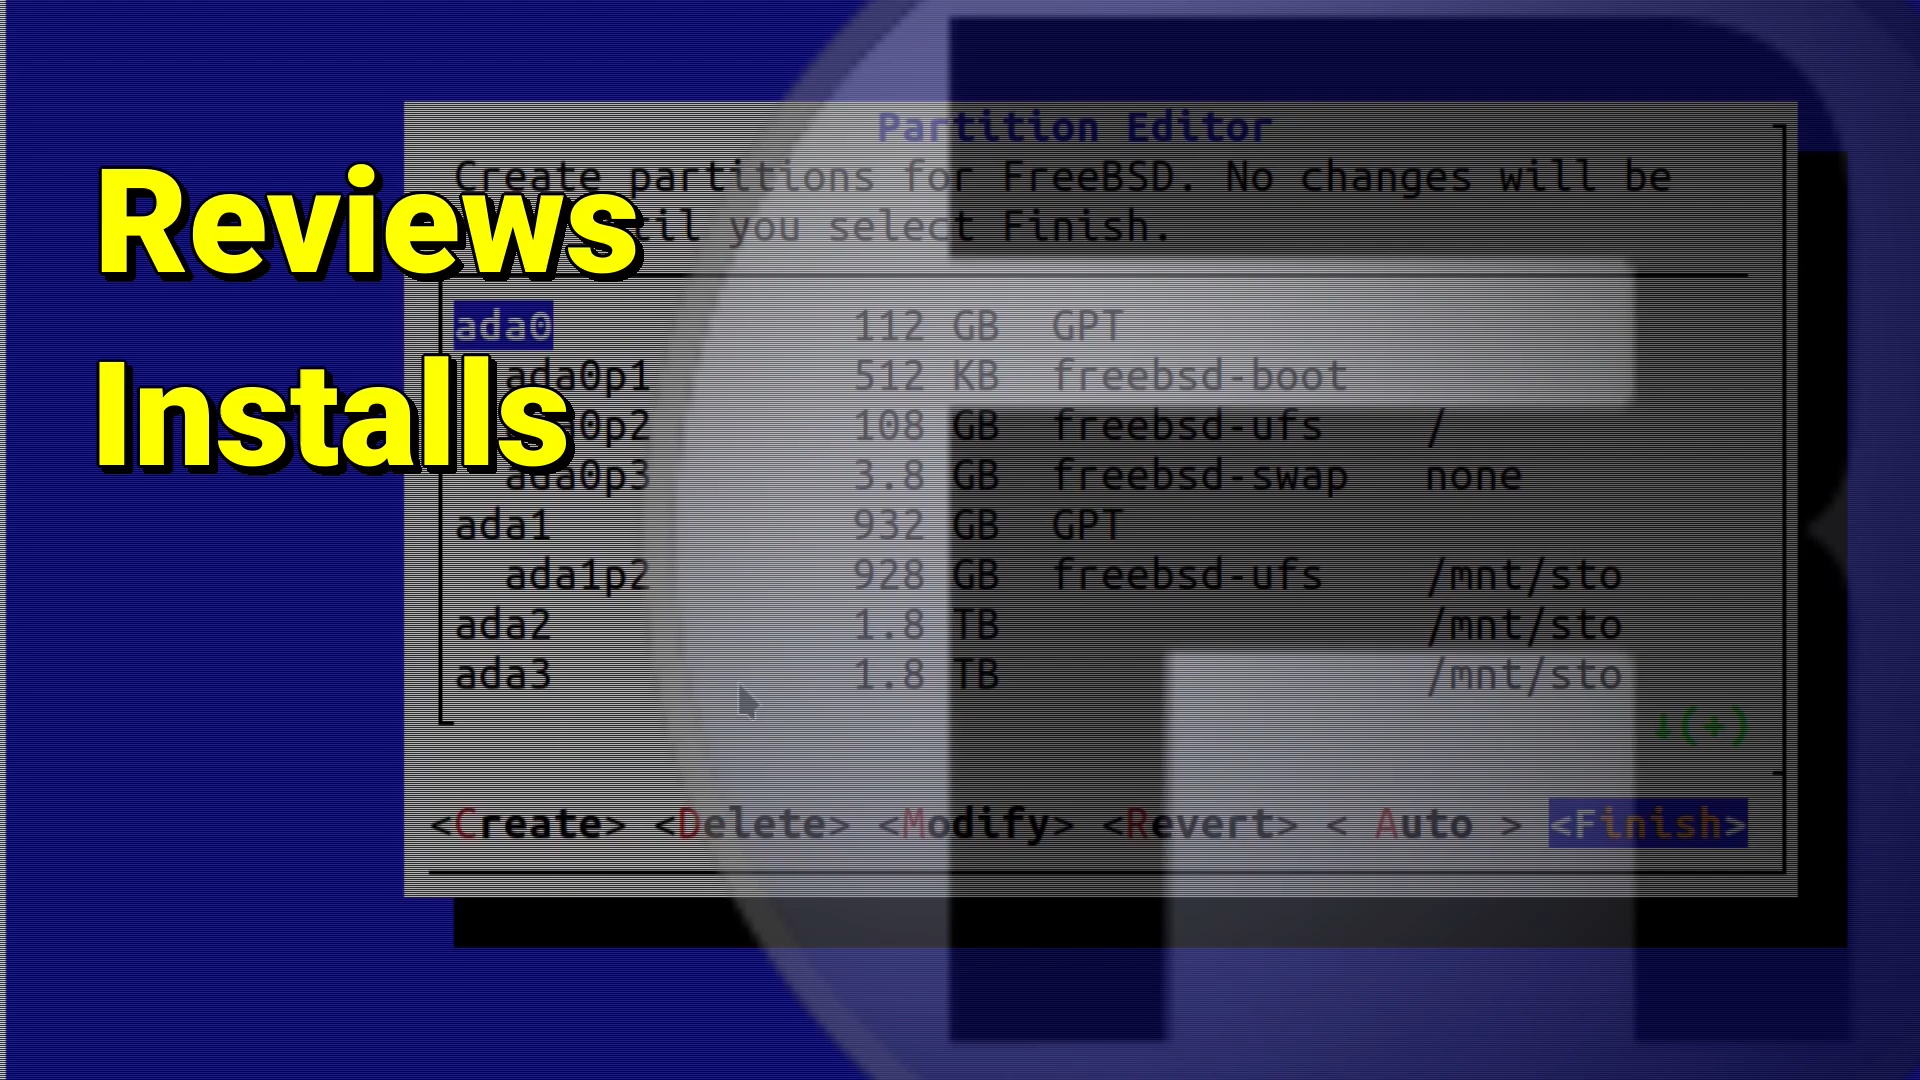 Reviews
Installs
Partition Editor
Create partitions for FreeBSD. No changes will be
you select Finish.
ada0 112 GB GPT
ada0p1 512 KB freebsd-boot
0p2 108 GB freebsd-ufs /
ada0p3 3.8 GB freebsd-swap none
ada1 932 GB GPT
ada1p2 928 GB freebsd-ufs /mnt/sto
ada2 1.8 TB /mnt/sto
ada3 1.8 TB /mnt/sto
↓(+)
<Create> <Delete> <Modify> <Revert> < Auto > <Finish>